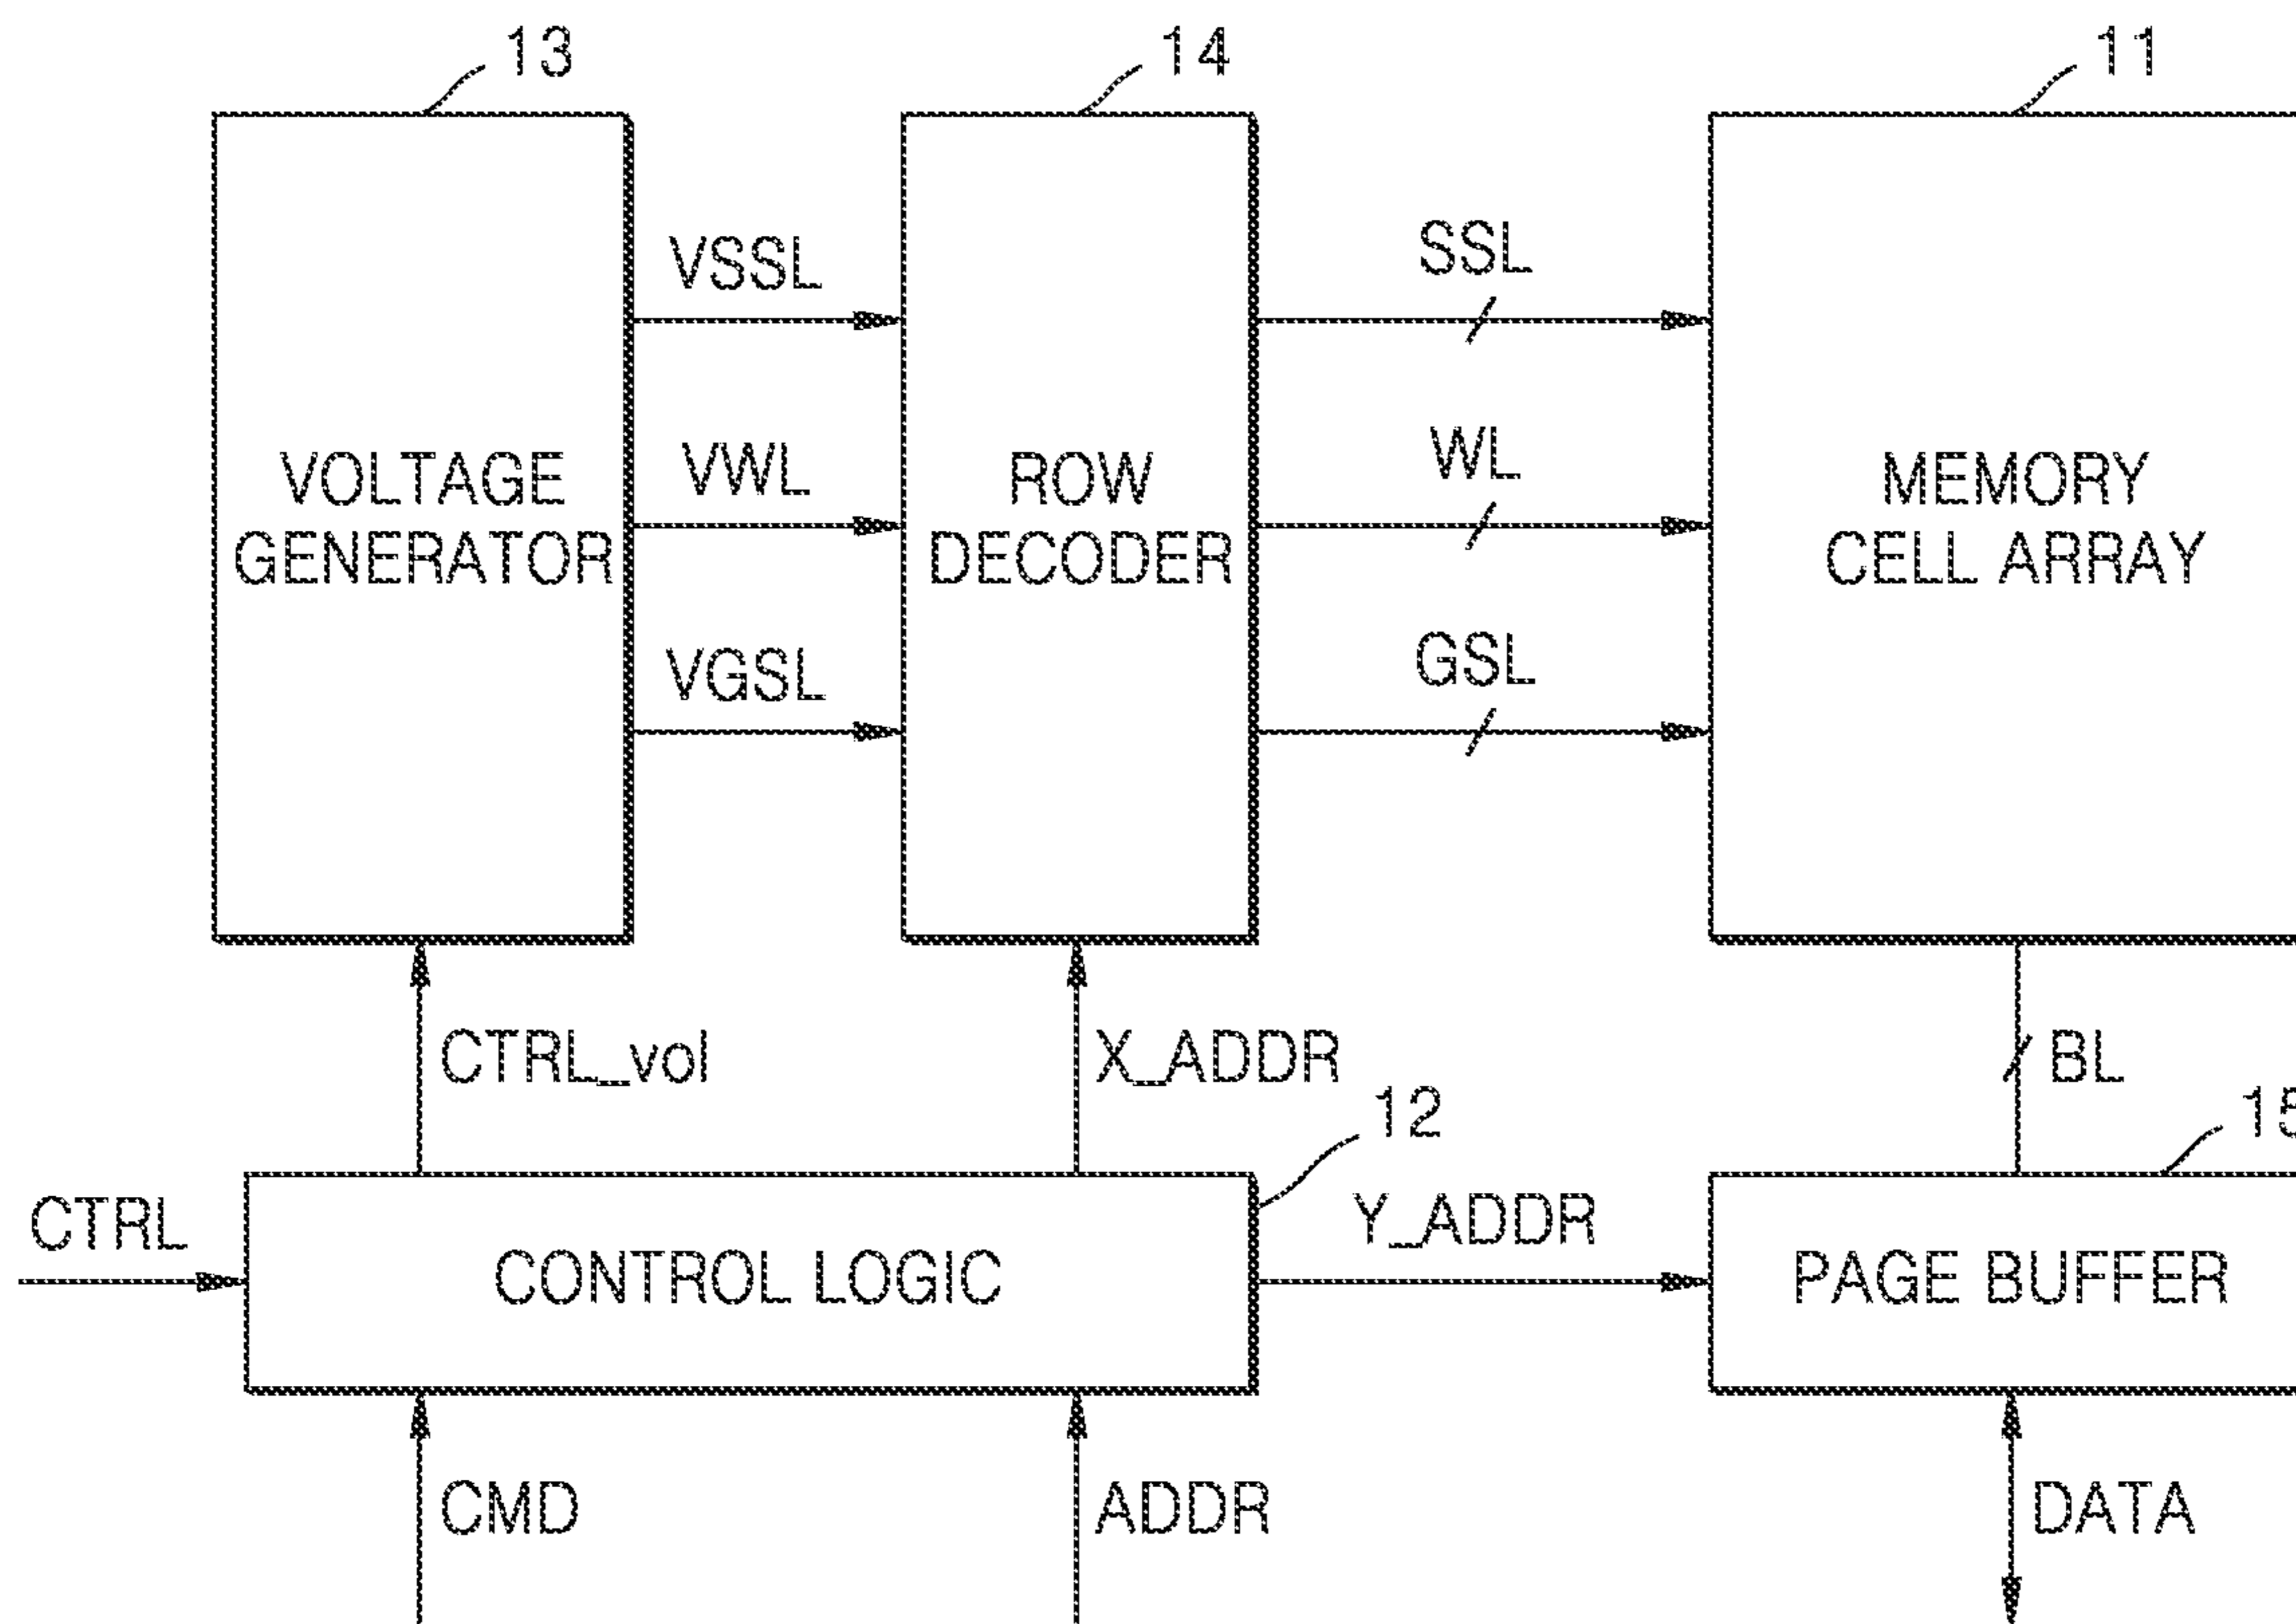 13
14
11
VSSL
SSL
VOLTAGE
GENERATOR
VWL
ROW
DECODER
WL
MEMORY
CELL ARRAY
VGSL
GSL
CTRL_vol
X_ADDR
BL
12
15
CTRL
CONTROL LOGIC
Y_ADDR
PAGE BUFFER
CMD
ADDR
DATA